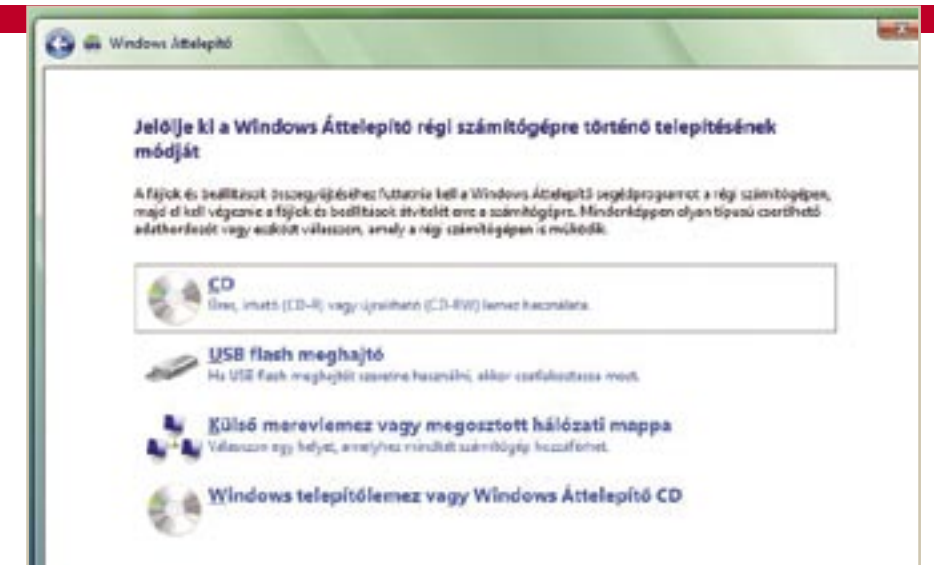 Windows Áttelepítő
Jelölje ki a Windows Áttelepítő régi számítógépre történő telepítésének
módját
A fájlok és beállítások összegyűjtéséhez futtatnia kell a Windows Áttelepítő segédprogramot a régi számítógépen,
majd el kell végeznie a fájlok és beállítások átvitelét erre a számítógépre. Mindenképpen olyan típusú cserélhető
adathordozót vagy eszközt válasszon, amely a régi számítógépen is működik.
CD
Üres, írható (CD-R) vagy újraírható (CD-RW) lemez használata.
USB flash meghajtó
Ha USB flash meghajtót szeretne használni, akkor csatlakoztassa most.
Külső merevlemez vagy megosztott hálózati mappa
Válasszon egy helyet, amelyhez mindkét számítógép hozzáférhet.
Windows telepítőlemez vagy Windows Áttelepítő CD